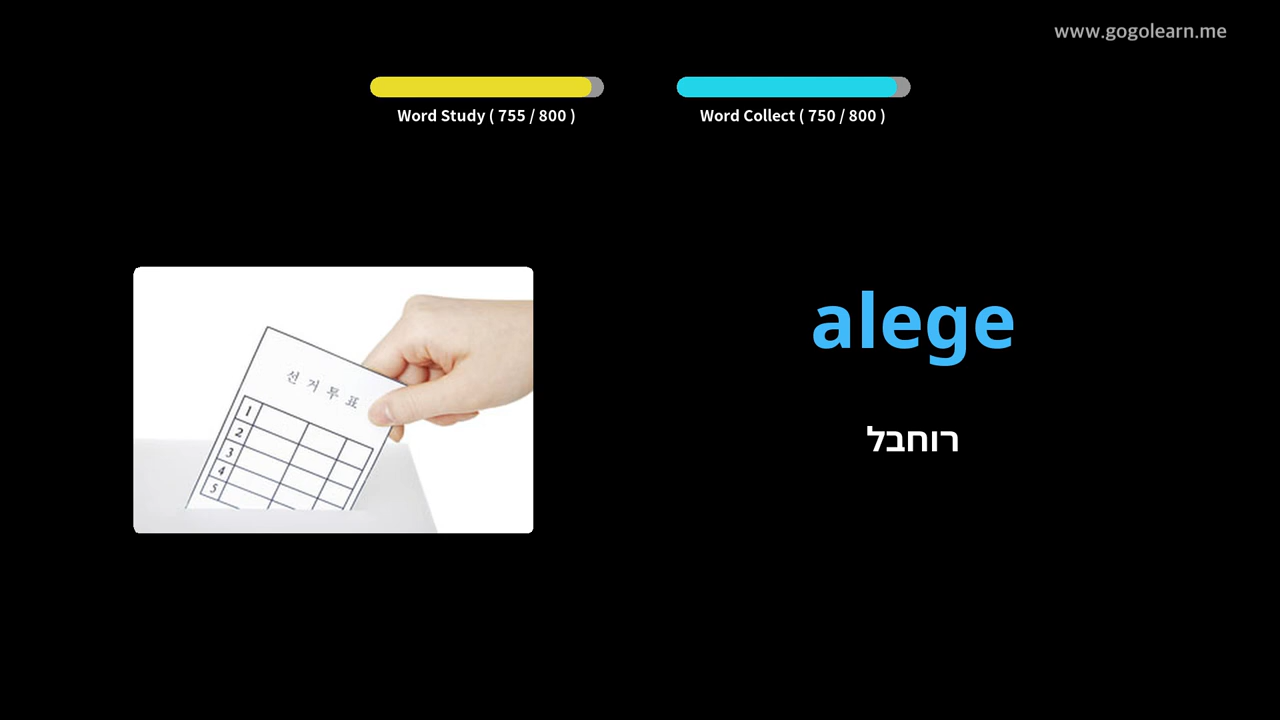 www.gogolearn.me
Word Study ( 755 / 800 )
Word Collect ( 750 / 800 )
선거투표
1
2
3
4
5
alege
רוחבל